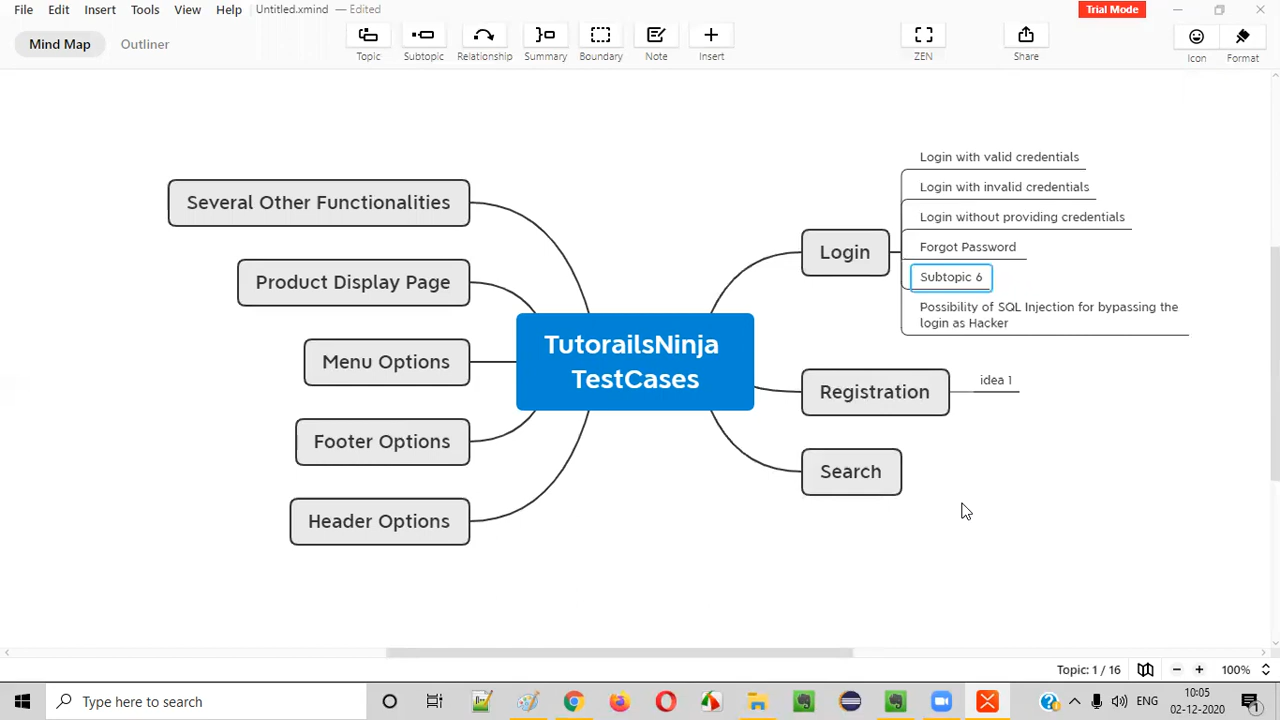 File Edit Insert Tools View Help Untitled.xmind — Edited Trial Mode
Mind Map Outliner
Topic Subtopic Relationship Summary Boundary Note Insert ZEN Share Icon Format
Login with valid credentials
Login with invalid credentials
Login without providing credentials
Forgot Password
Subtopic 6
Possibility of SQL Injection for bypassing the
login as Hacker
Login
Registration
idea 1
Search
TutorailsNinja
TestCases
Several Other Functionalities
Product Display Page
Menu Options
Footer Options
Header Options
Topic: 1 / 16 100%
Type here to search
ENG
10:05
02-12-2020
1